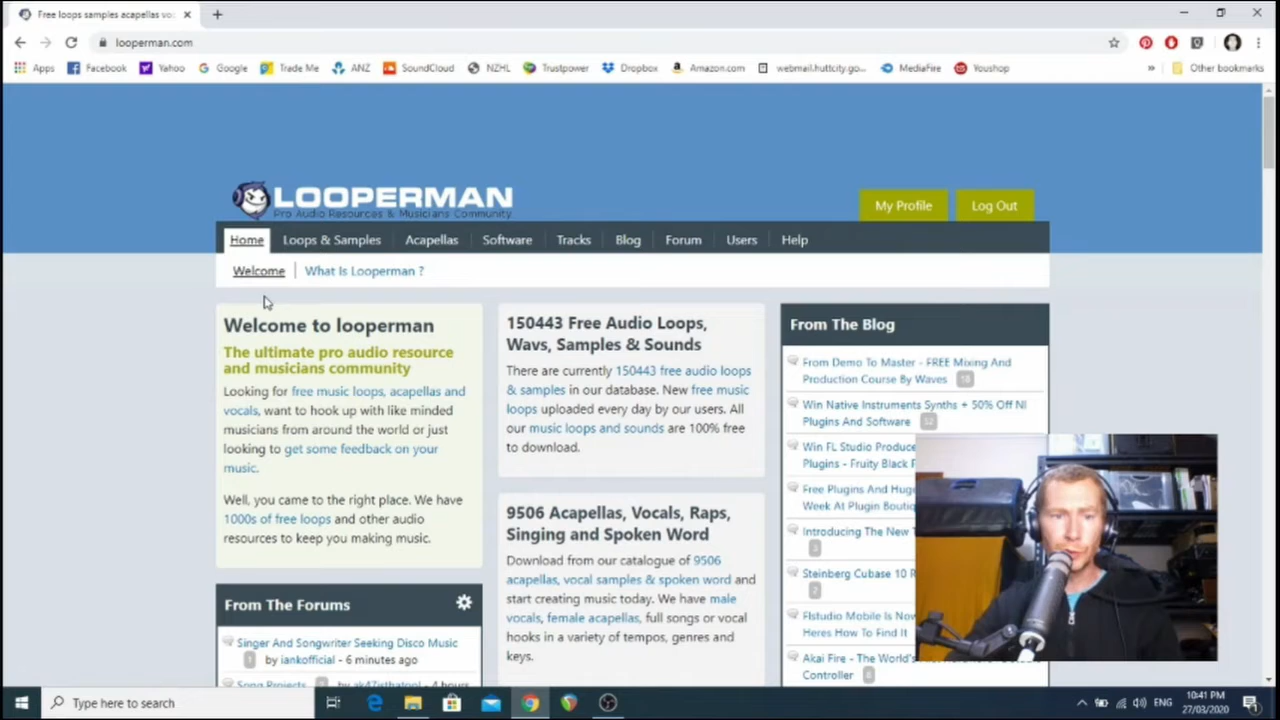 Free loops samples acapellas voc
looperman.com
Apps Facebook Yahoo Google Trade Me ANZ SoundCloud NZHL Trustpower Dropbox Amazon.com webmail.huttcity.go... MediaFire Youshop » Other bookmarks
LOOPERMAN
Pro Audio Resources & Musicians Community
My Profile Log Out
Home Loops & Samples Acapellas Software Tracks Blog Forum Users Help
Welcome What Is Looperman ?
Welcome to looperman
The ultimate pro audio resource
and musicians community
Looking for free music loops, acapellas and
vocals, want to hook up with like minded
musicians from around the world or just
looking to get some feedback on your
music.
Well, you came to the right place. We have
1000s of free loops and other audio
resources to keep you making music.
From The Forums
Singer And Songwriter Seeking Disco Music
1 by iankofficial - 6 minutes ago
Song Projects
150443 Free Audio Loops,
Wavs, Samples & Sounds
There are currently 150443 free audio loops
& samples in our database. New free music
loops uploaded every day by our users. All
our music loops and sounds are 100% free
to download.
9506 Acapellas, Vocals, Raps,
Singing and Spoken Word
Download from our catalogue of 9506
acapellas, vocal samples & spoken word and
start creating music today. We have male
vocals, female acapellas, full songs or vocal
hooks in a variety of tempos, genres and
keys.
From The Blog
From Demo To Master - FREE Mixing And
Production Course By Waves 18
Win Native Instruments Synths + 50% Off NI
Plugins And Software
Win FL Studio Produce
Plugins - Fruity Black F
Free Plugins And Hug
Week At Plugin Boutiq
Introducing The New
Steinberg Cubase 10 R
2
Flstudio Mobile Is Now
Heres How To Find It
Akai Fire - The World's
Controller
Type here to search
ENG
10:41 PM
27/03/2020